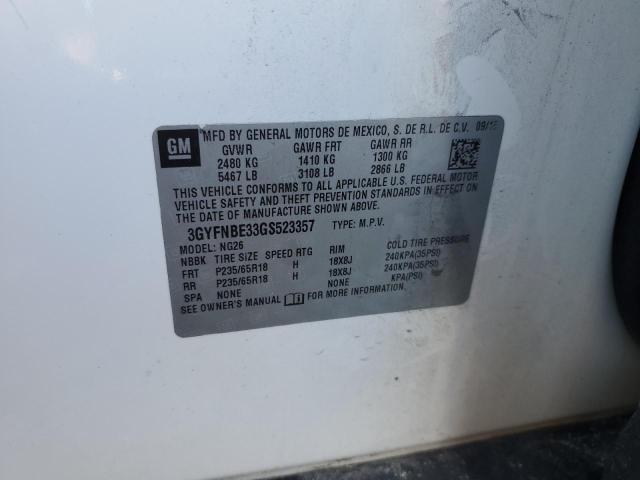 GM
MFD BY GENERAL MOTORS DE MEXICO, S. DE R.L. DE C.V. 09/15
GVWR GAWR FRT GAWR RR
2480 KG 1410 KG 1300 KG
5467 LB 3108 LB 2866 LB
THIS VEHICLE CONFORMS TO ALL APPLICABLE U.S. FEDERAL MOTOR
VEHICLE SAFETY AND THEFT PREVENTION STANDARDS IN EFFECT ON
THE DATE OF MANUFACTURE SHOWN ABOVE.
3GYFNBE33GS523357 TYPE: M.P.V.
MODEL: NG26
NBBK TIRE SIZE SPEED RTG RIM COLD TIRE PRESSURE
FRT P235/65R18 H 18X8J 240KPA(35PSI)
RR P235/65R18 H 18X8J 240KPA(35PSI)
SPA NONE NONE KPA(PSI)
SEE OWNER'S MANUAL FOR MORE INFORMATION.